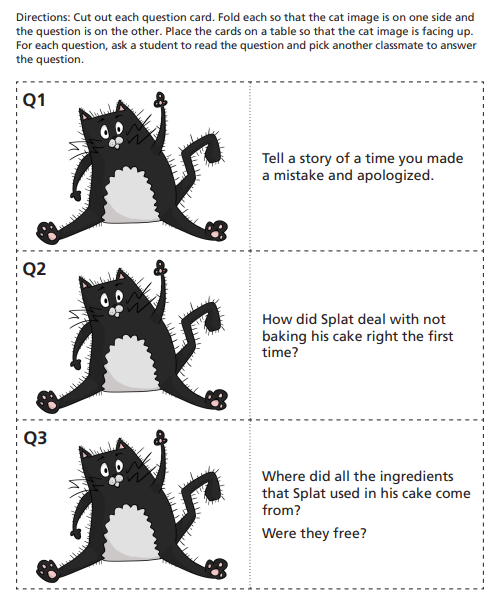 Directions: Cut out each question card. Fold each so that the cat image is on one side and
the question is on the other. Place the cards on a table so that the cat image is facing up.
For each question, ask a student to read the question and pick another classmate to answer
the question.
Q1
Tell a story of a time you made
a mistake and apologized.
Q2
How did Splat deal with not
baking his cake right the first
time?
Q3
Where did all the ingredients
that Splat used in his cake come
from?
Were they free?